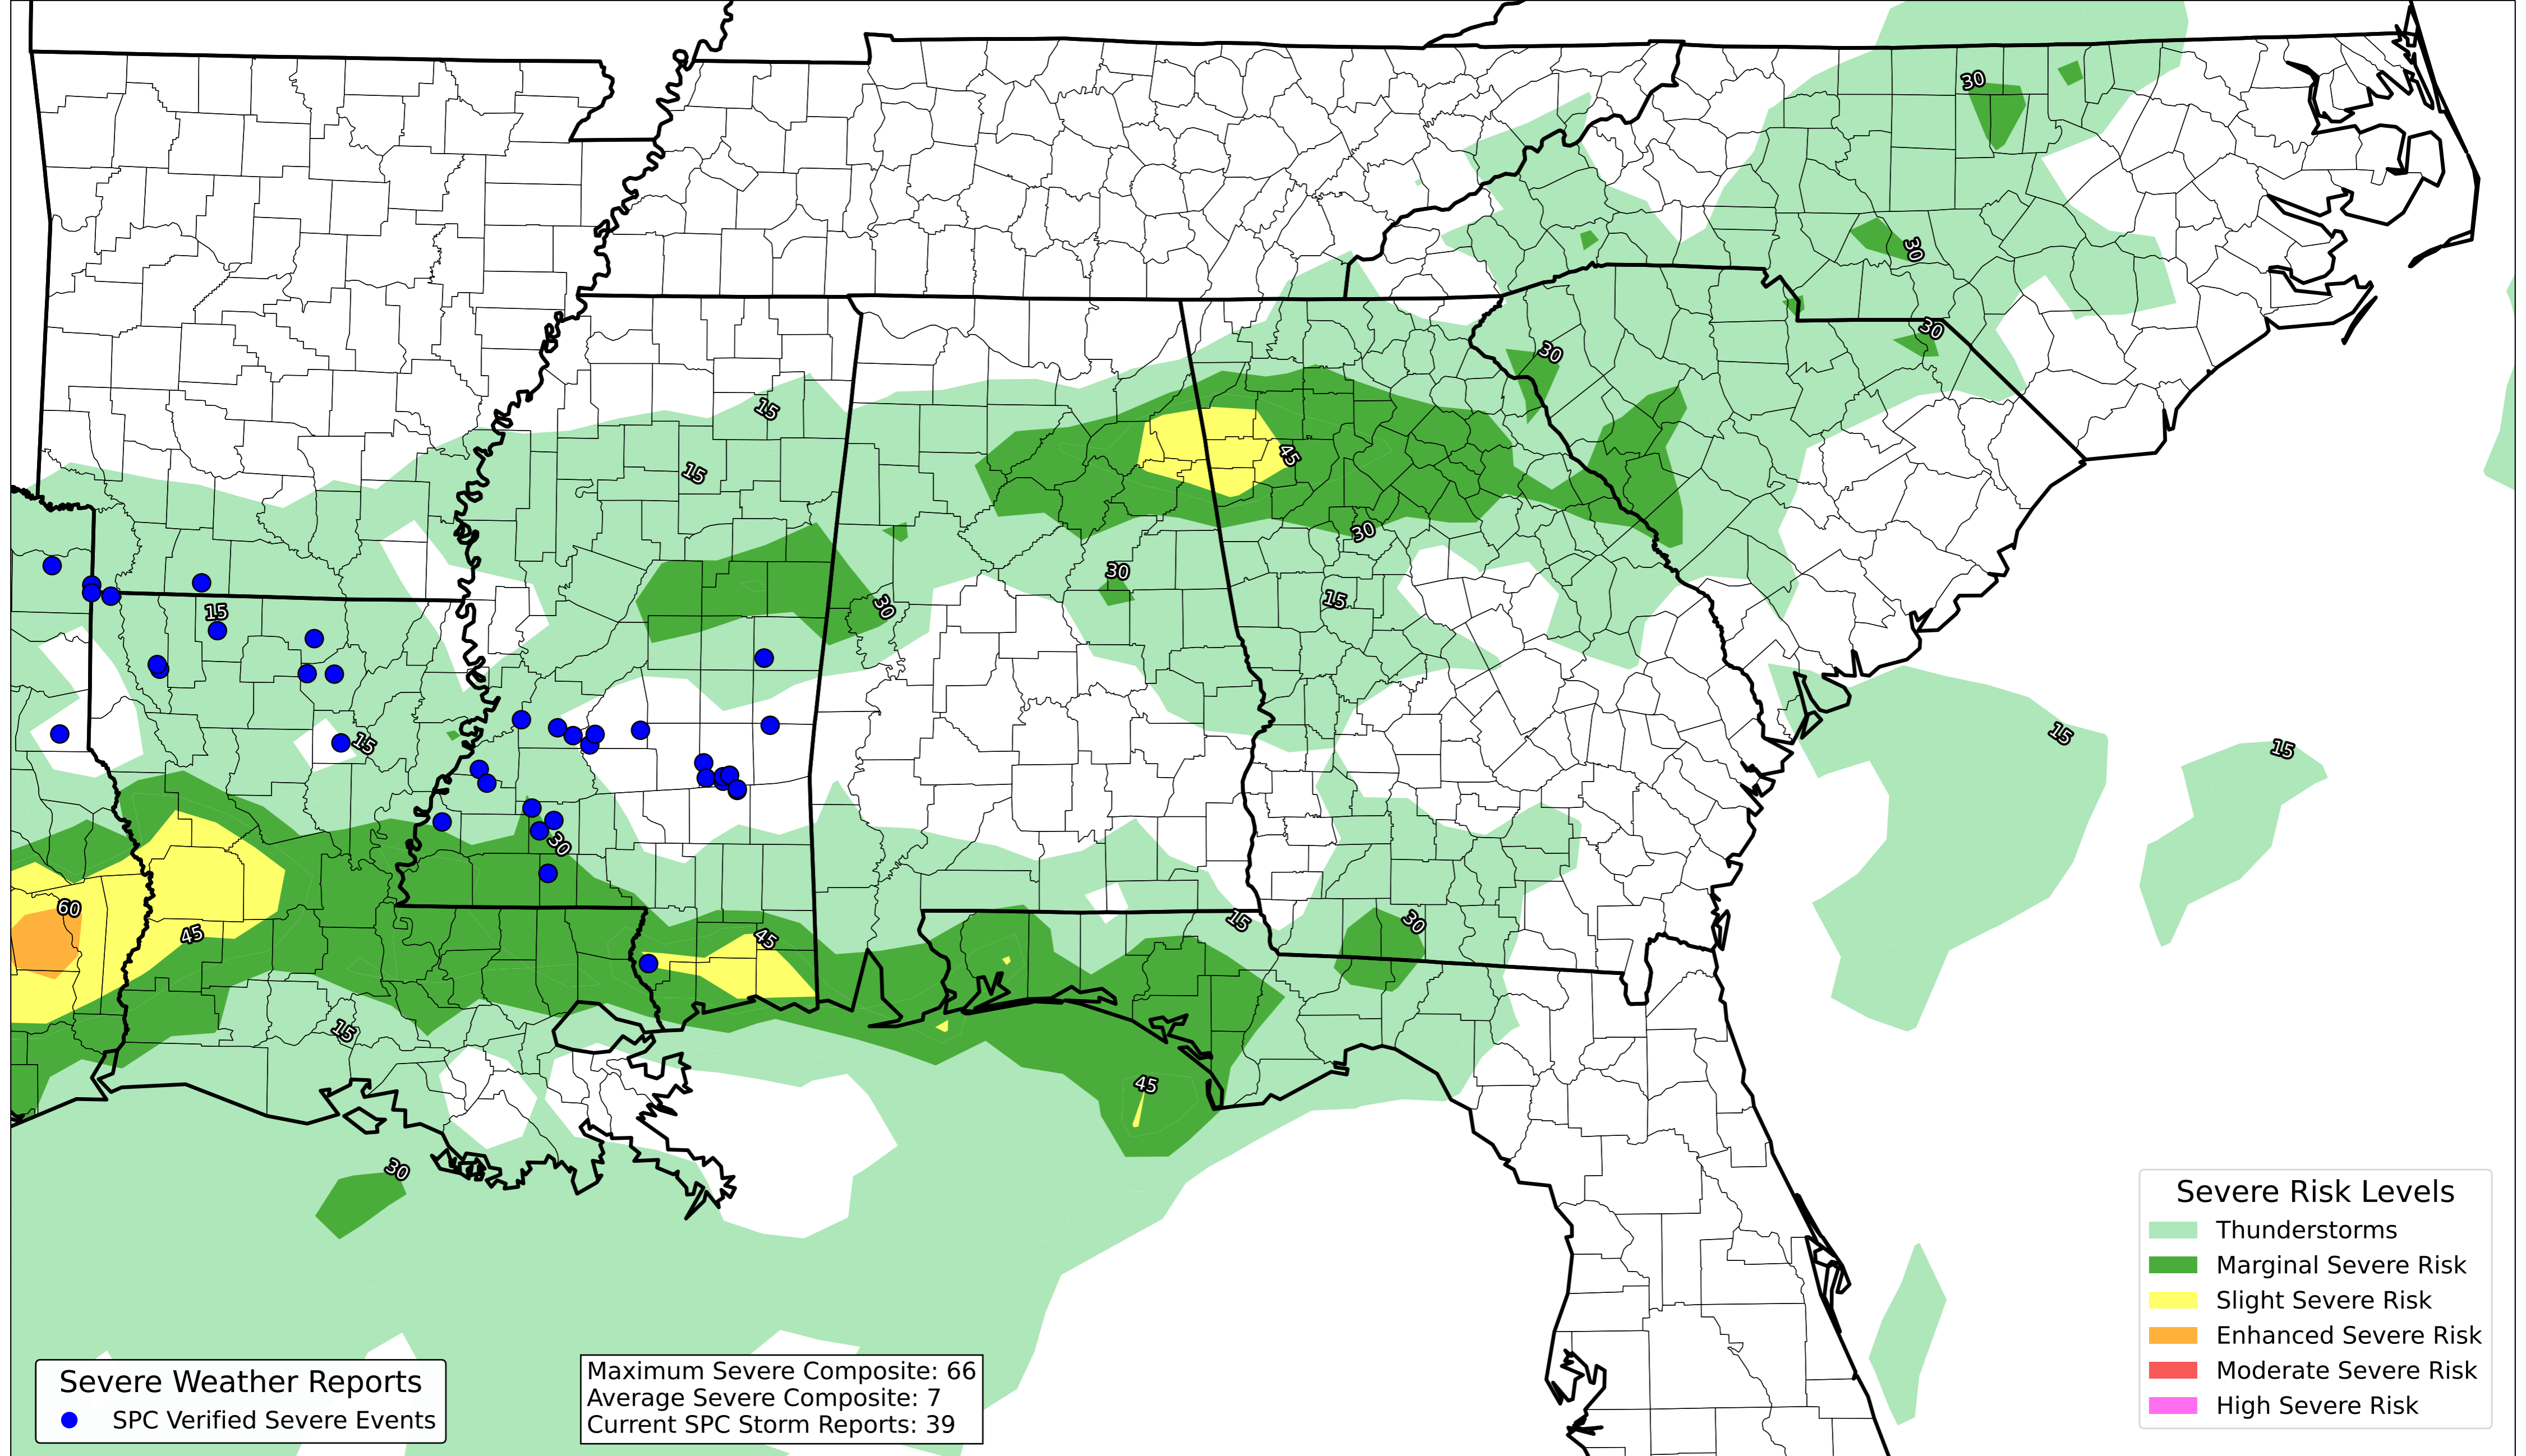 30
30
30
30
15
45
15
30
30
30
15
15
30
15
15
15
30
60
45
45
15
30
15
45
30
Severe Risk Levels
Thunderstorms
Marginal Severe Risk
Slight Severe Risk
Enhanced Severe Risk
Moderate Severe Risk
High Severe Risk
Severe Weather Reports
SPC Verified Severe Events
Maximum Severe Composite: 66
Average Severe Composite: 7
Current SPC Storm Reports: 39